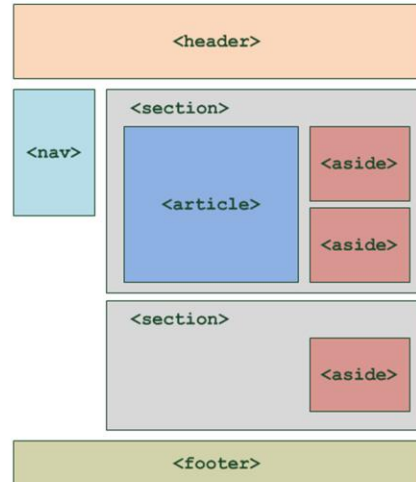 <header>
<nav>
<section>
<article>
<aside>
<aside>
<section>
<aside>
<footer>